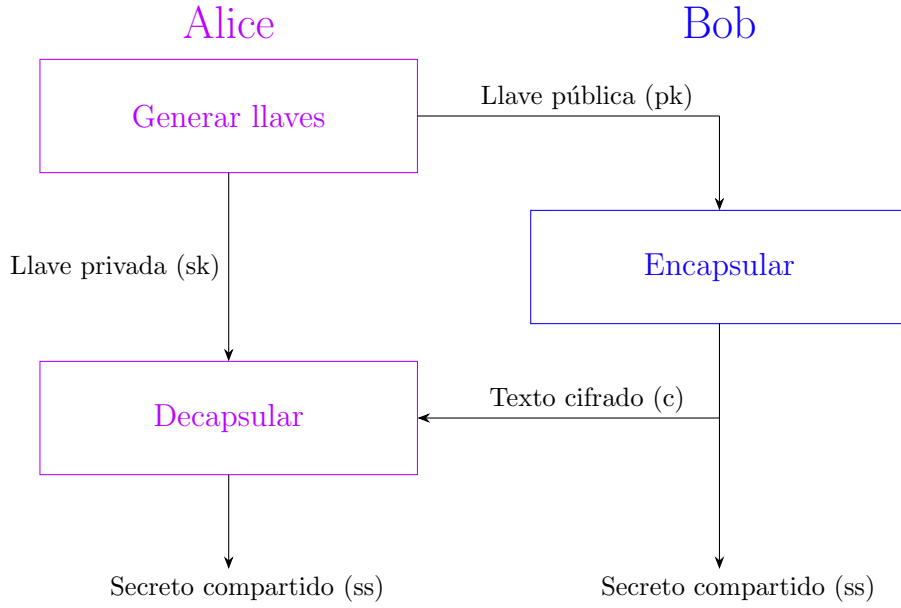 Alice
Bob
Generar llaves
Llave pública (pk)
Llave privada (sk)
Encapsular
Decapsular
Texto cifrado (c)
Secreto compartido (ss)
Secreto compartido (ss)